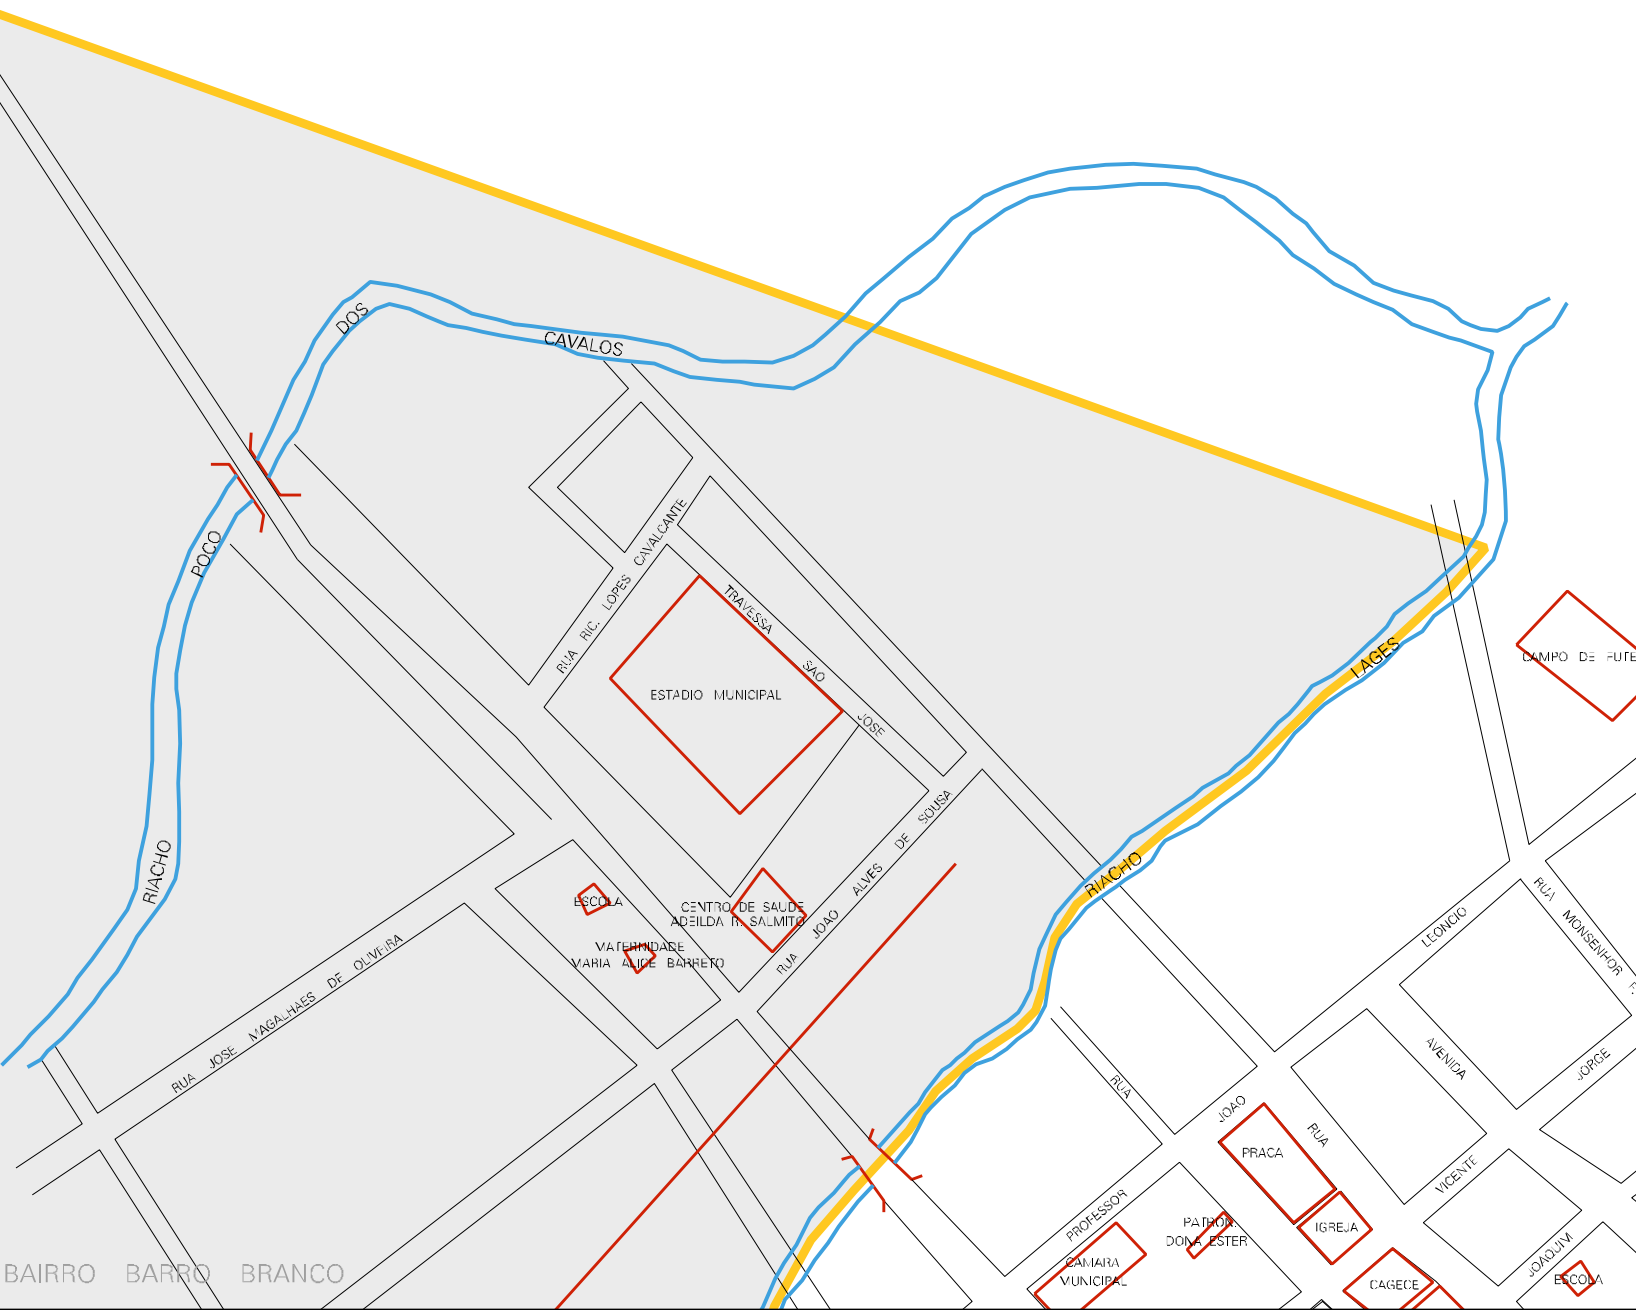 DOS
CAVALOS
POCO
RIACHO
RUA RIC. LOPES CAVALCANTE
TRAVESSA SAO JOSE
ESTADIO MUNICIPAL
LAGES
RIACHO
CAMPO DE FUTE
RUA JOAO ALVES DE SOUSA
ESCOLA
CENTRO DE SAUDE
ADEILDA R. SALMITO
MATERNIDADE
MARIA ALICE BARRETO
RUA JOSE MAGALHAES DE OLIVEIRA
LEONCIO
RUA MONSENHOR
AVENIDA
JORGE
RUA
JOAO
RUA
PRACA
VICENTE
PROFESSOR
PATRON.
DONA ESTER
IGREJA
JOAQUIM
CAMARA
MUNICIPAL
CAGECE
ESCOLA
BAIRRO BARRO BRANCO